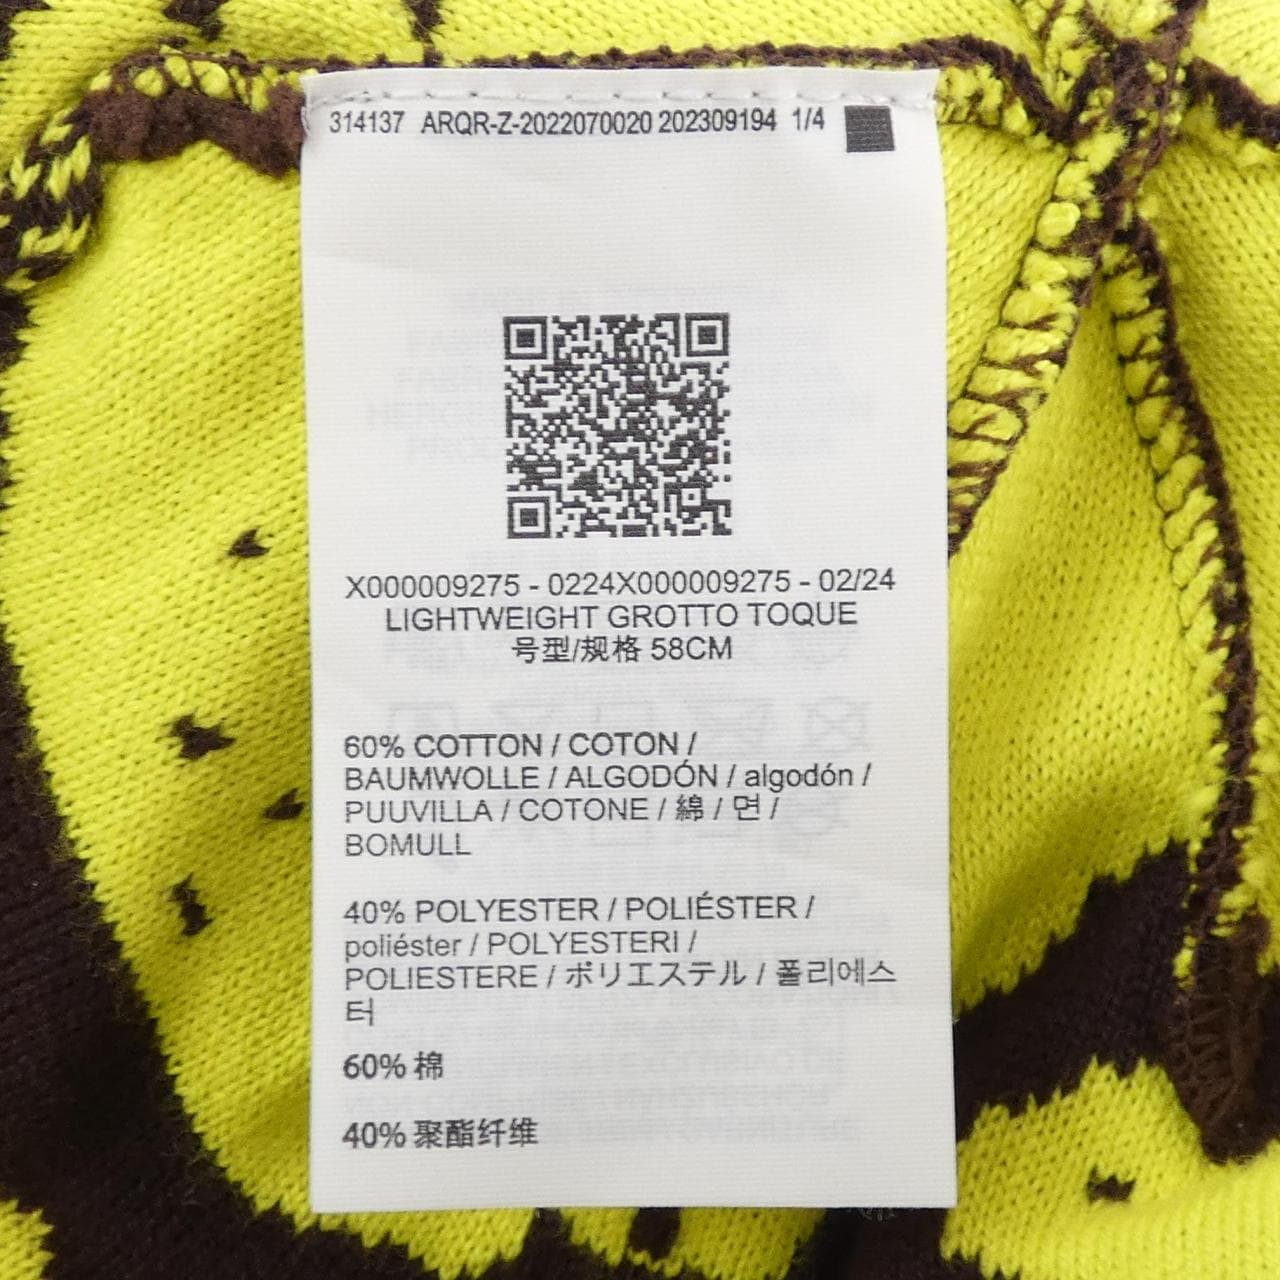 314137 ARQR-Z-2022070020 202309194 1/4
X000009275 - 0224X000009275 - 02/24
LIGHTWEIGHT GROTTO TOQUE
号型/规格 58CM
60% COTTON / COTON /
BAUMWOLLE / ALGODÓN / algodón /
PUUVILLA / COTONE / 綿 / 면 /
BOMULL
40% POLYESTER / POLIÉSTER /
poliéster / POLYESTERI /
POLIESTERE / ポリエステル / 폴리에스
터
60% 棉
40% 聚酯纤维